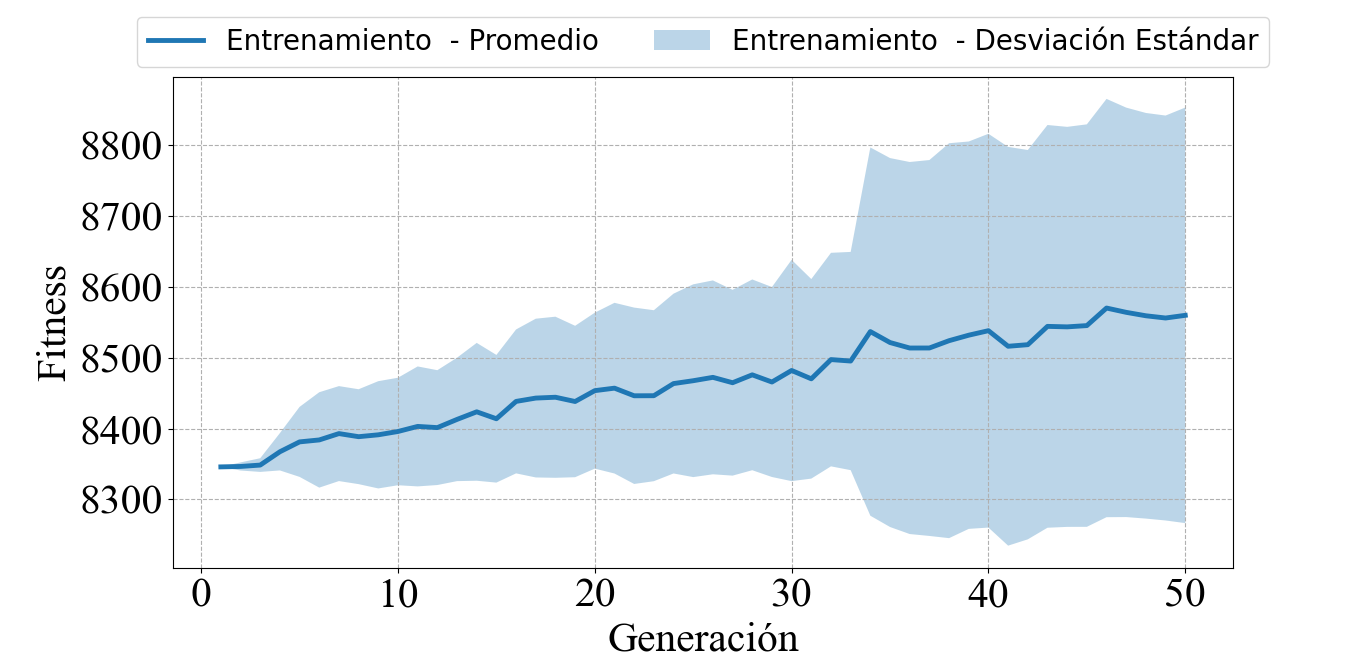 Entrenamiento  - Promedio
Entrenamiento  - Desviación Estándar
8800
8700
8600
8500
8400
8300
Fitness
0 10 20 30 40 50
Generación